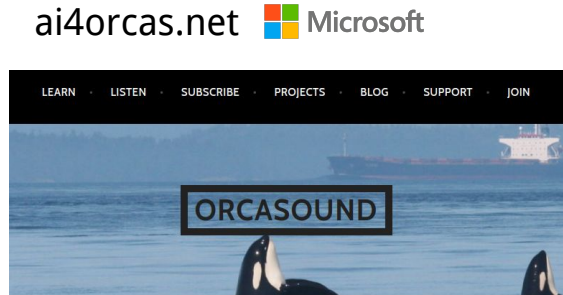 ai4orcas.net Microsoft
LEARN · LISTEN · SUBSCRIBE · PROJECTS · BLOG · SUPPORT · JOIN
ORCASOUND